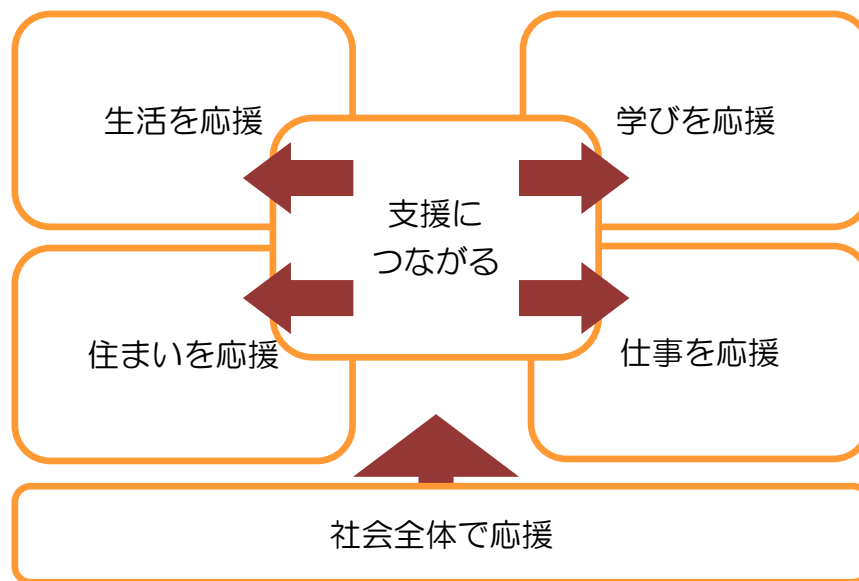 生活を応援
学びを応援
支援に
つながる
住まいを応援
仕事を応援
社会全体で応援